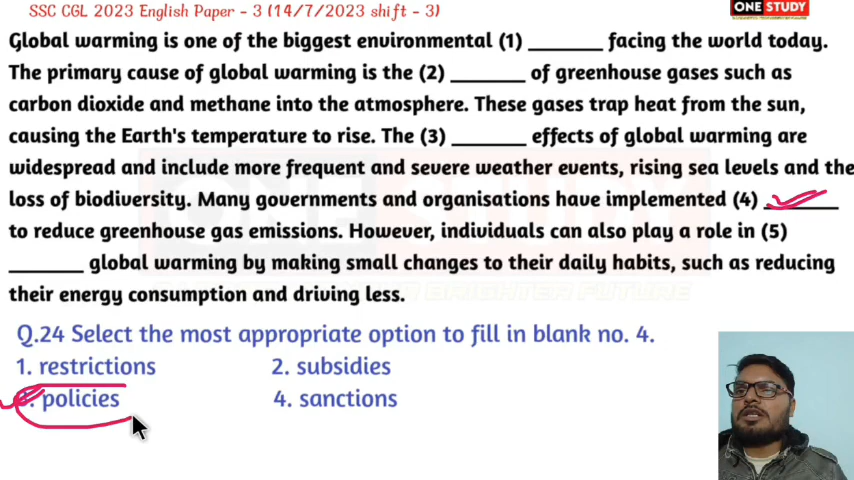 SSC CGL 2023 English Paper - 3 (14/7/2023 shift - 3)
ONE STUDY
Global warming is one of the biggest environmental (1) _______ facing the world today.
The primary cause of global warming is the (2) _______ of greenhouse gases such as
carbon dioxide and methane into the atmosphere. These gases trap heat from the sun,
causing the Earth's temperature to rise. The (3) _______ effects of global warming are
widespread and include more frequent and severe weather events, rising sea levels and the
loss of biodiversity. Many governments and organisations have implemented (4) _______
to reduce greenhouse gas emissions. However, individuals can also play a role in (5)
_______ global warming by making small changes to their daily habits, such as reducing
their energy consumption and driving less.
Q.24 Select the most appropriate option to fill in blank no. 4.
1. restrictions 2. subsidies
3. policies 4. sanctions